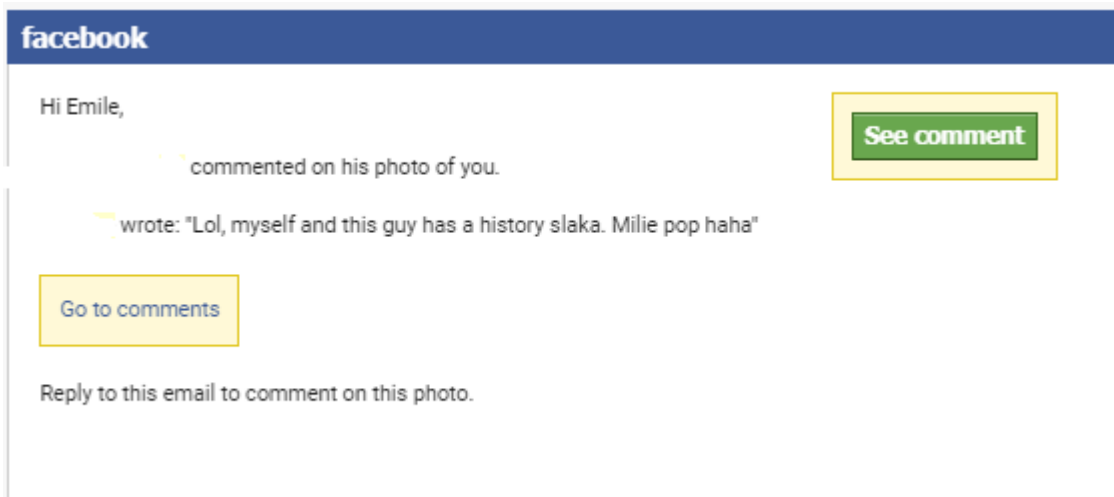 facebook
Hi Emile,
See comment
commented on his photo of you.
wrote: "Lol, myself and this guy has a history slaka. Milie pop haha"
Go to comments
Reply to this email to comment on this photo.